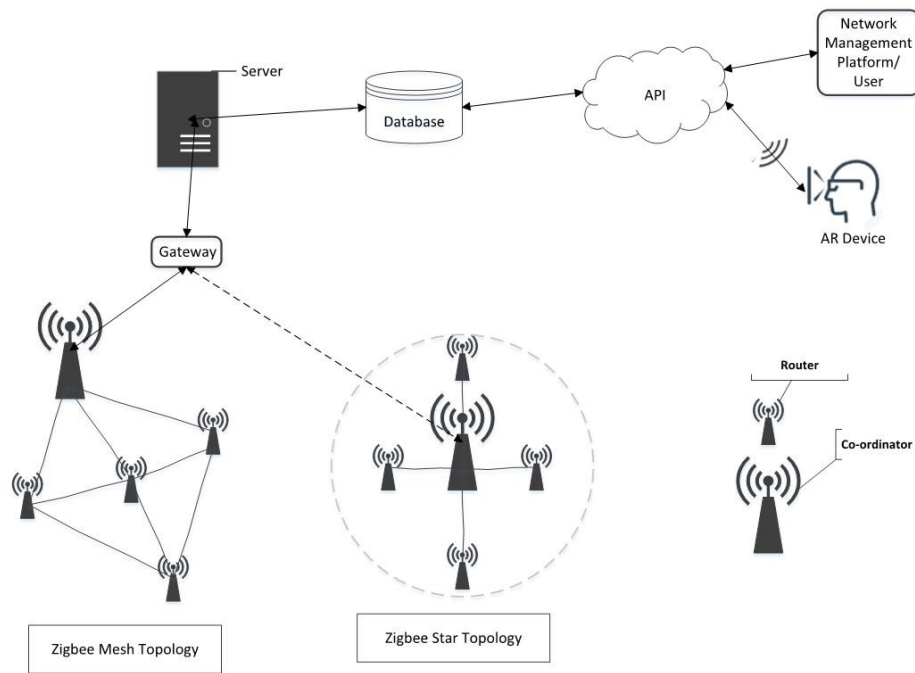 Network
Management
Platform/
User
Server
API
Database
AR Device
Gateway
Router
Co-ordinator
Zigbee Mesh Topology
Zigbee Star Topology